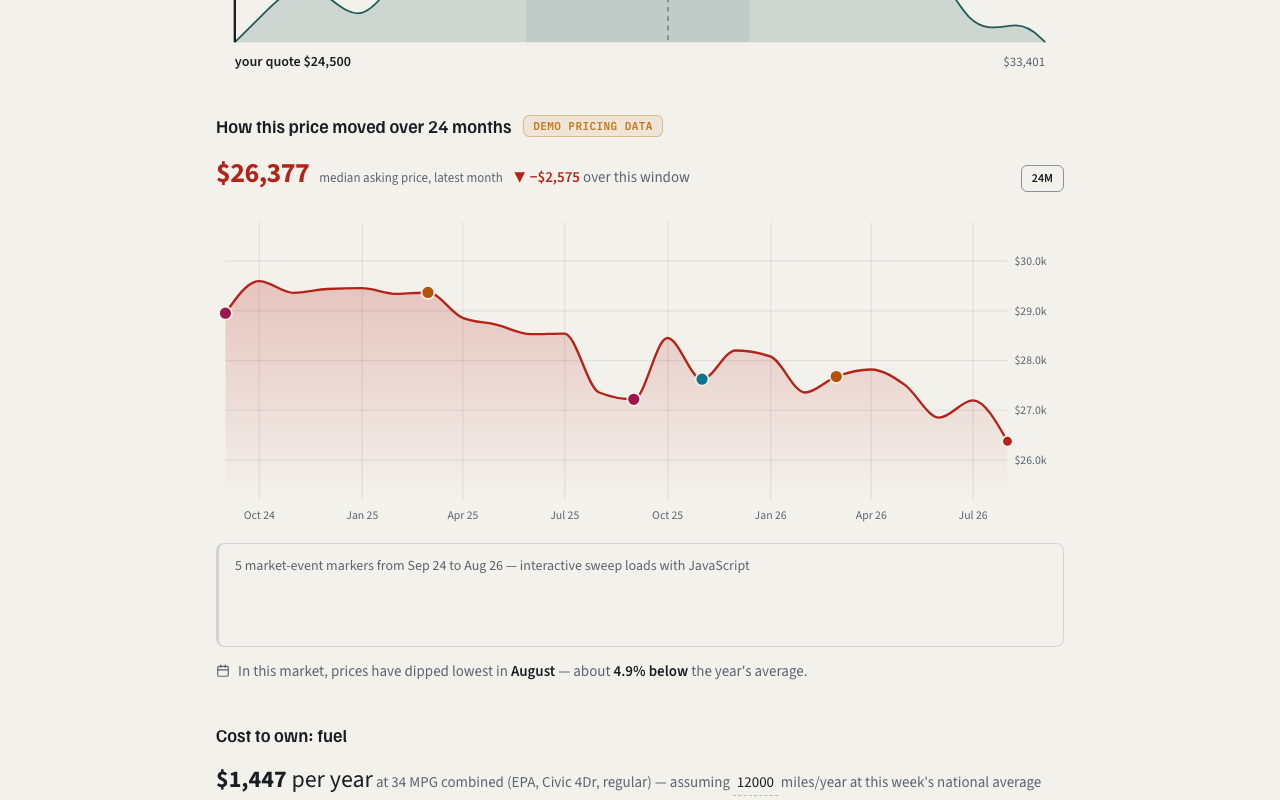 your quote $24,500
$33,401
How this price moved over 24 months
DEMO PRICING DATA
$26,377 median asking price, latest month ▼ −$2,575 over this window
24M
$30.0k
$29.0k
$28.0k
$27.0k
$26.0k
Oct 24
Jan 25
Apr 25
Jul 25
Oct 25
Jan 26
Apr 26
Jul 26
5 market-event markers from Sep 24 to Aug 26 — interactive sweep loads with JavaScript
In this market, prices have dipped lowest in August — about 4.9% below the year's average.
Cost to own: fuel
$1,447 per year at 34 MPG combined (EPA, Civic 4Dr, regular) — assuming 12000 miles/year at this week's national average